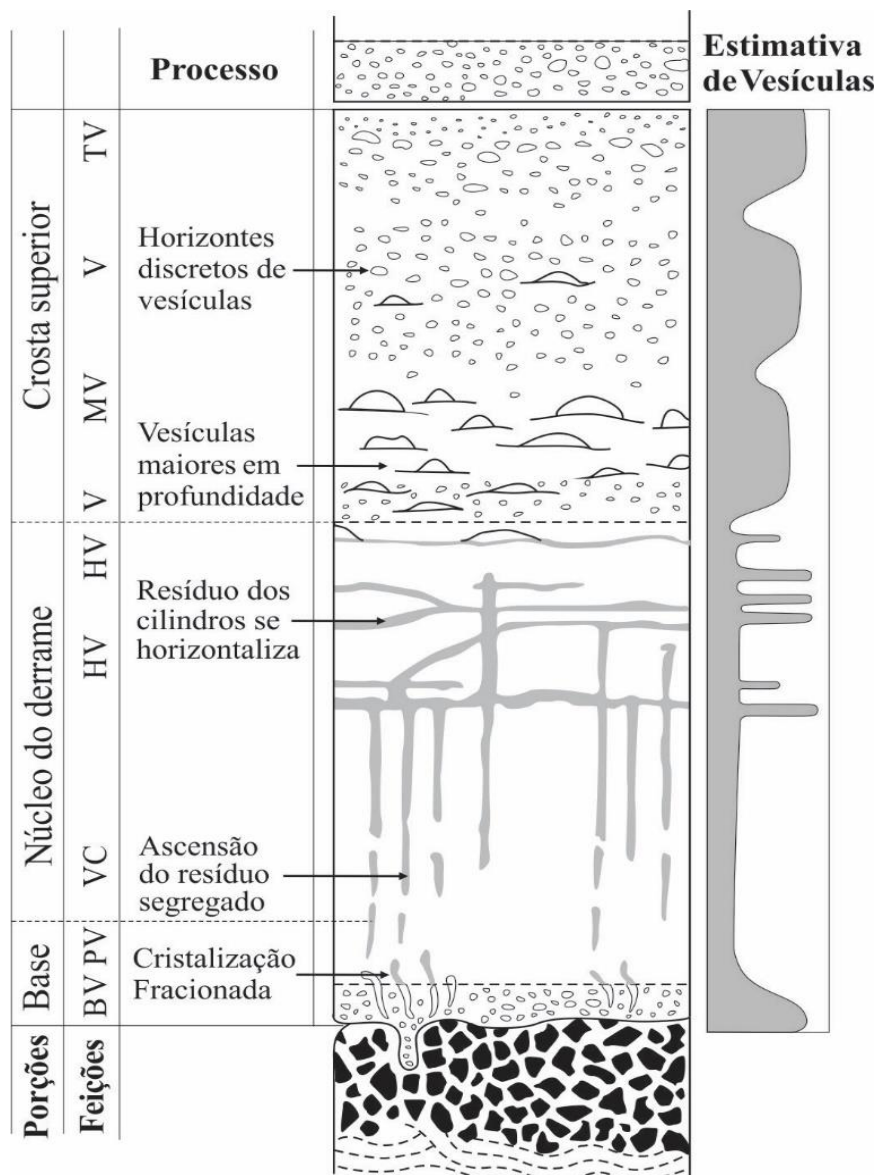 Processo
Estimativa
de Vesículas
Crosta superior
TV
V
MV
V
Horizontes
discretos de
vesículas
Vesículas
maiores em
profundidade
Núcleo do derrame
HV
HV
VC
Resíduo dos
cilindros se
horizontaliza
Ascensão
do resíduo
segregado
Base
PV
BV
Cristalização
Fracionada
Porções
Feições